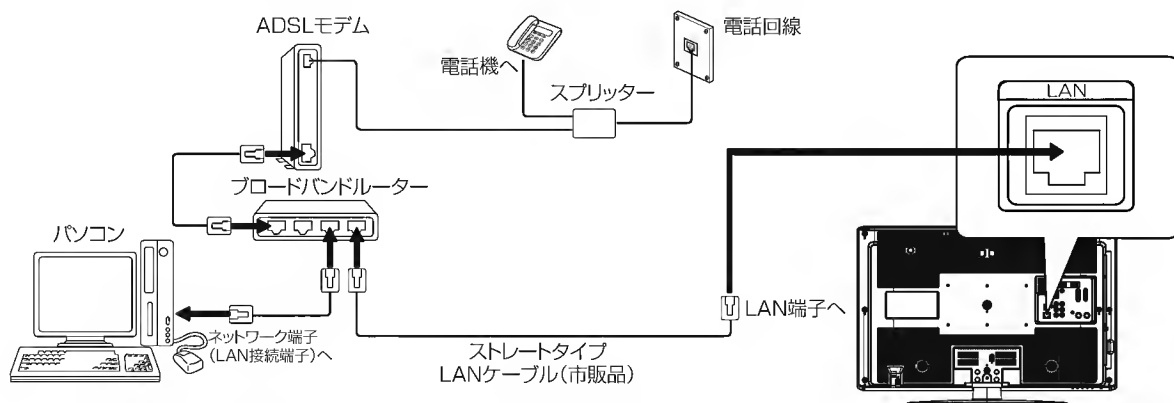 ADSLモデム
電話機へ
電話回線
スプリッター
LAN
ブロードバンドルーター
パソコン
LAN端子へ
ネットワーク端子
(LAN接続端子)へ
ストレートタイプ
LANケーブル(市販品)